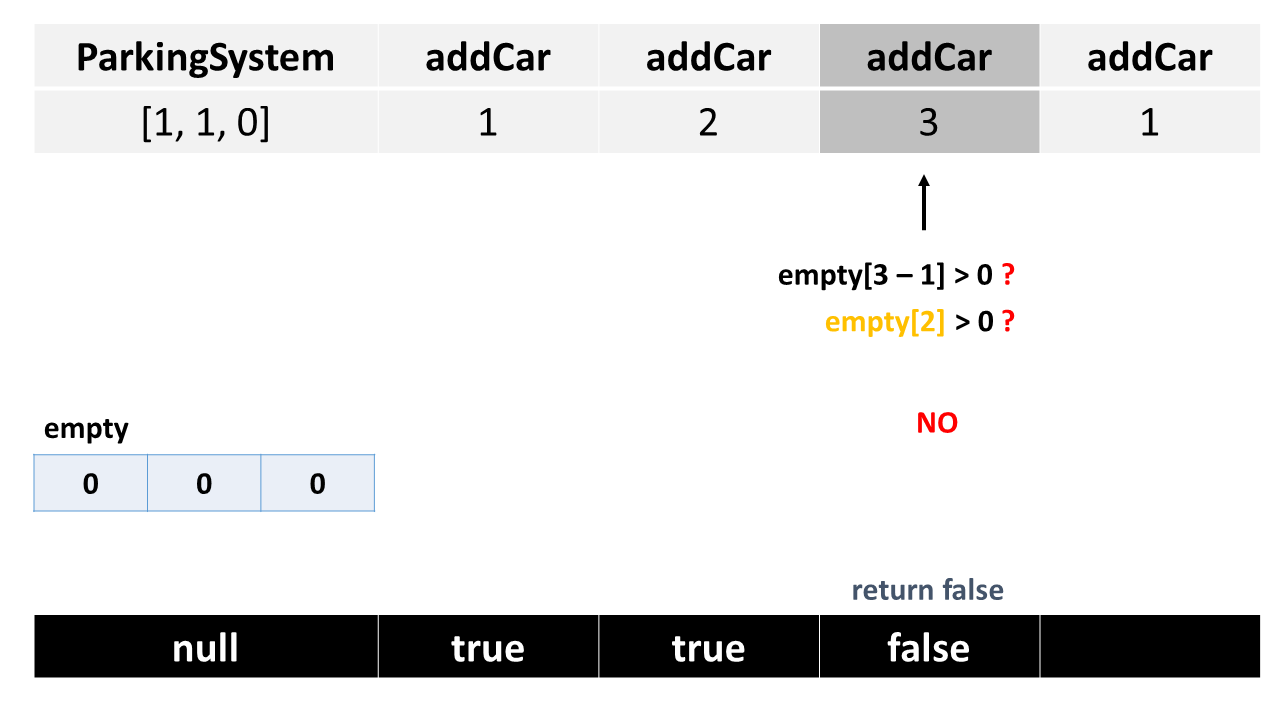 ParkingSystem addCar addCar addCar addCar
[1, 1, 0] 1 2 3 1
empty[3 – 1] > 0 ?
empty[2] > 0 ?
NO
empty
0 0 0
return false
null true true false